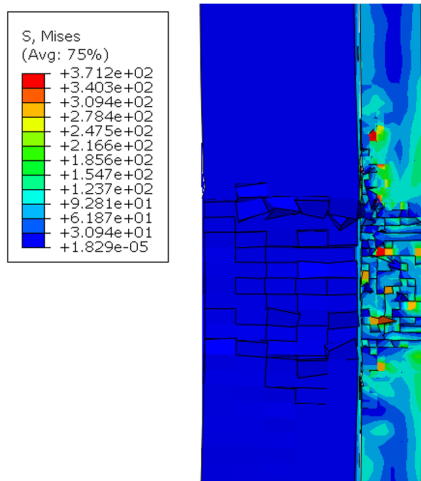 S, Mises
(Avg: 75%)
+3.712e+02
+3.403e+02
+3.094e+02
+2.784e+02
+2.475e+02
+2.166e+02
+1.856e+02
+1.547e+02
+1.237e+02
+9.281e+01
+6.187e+01
+3.094e+01
+1.829e-05